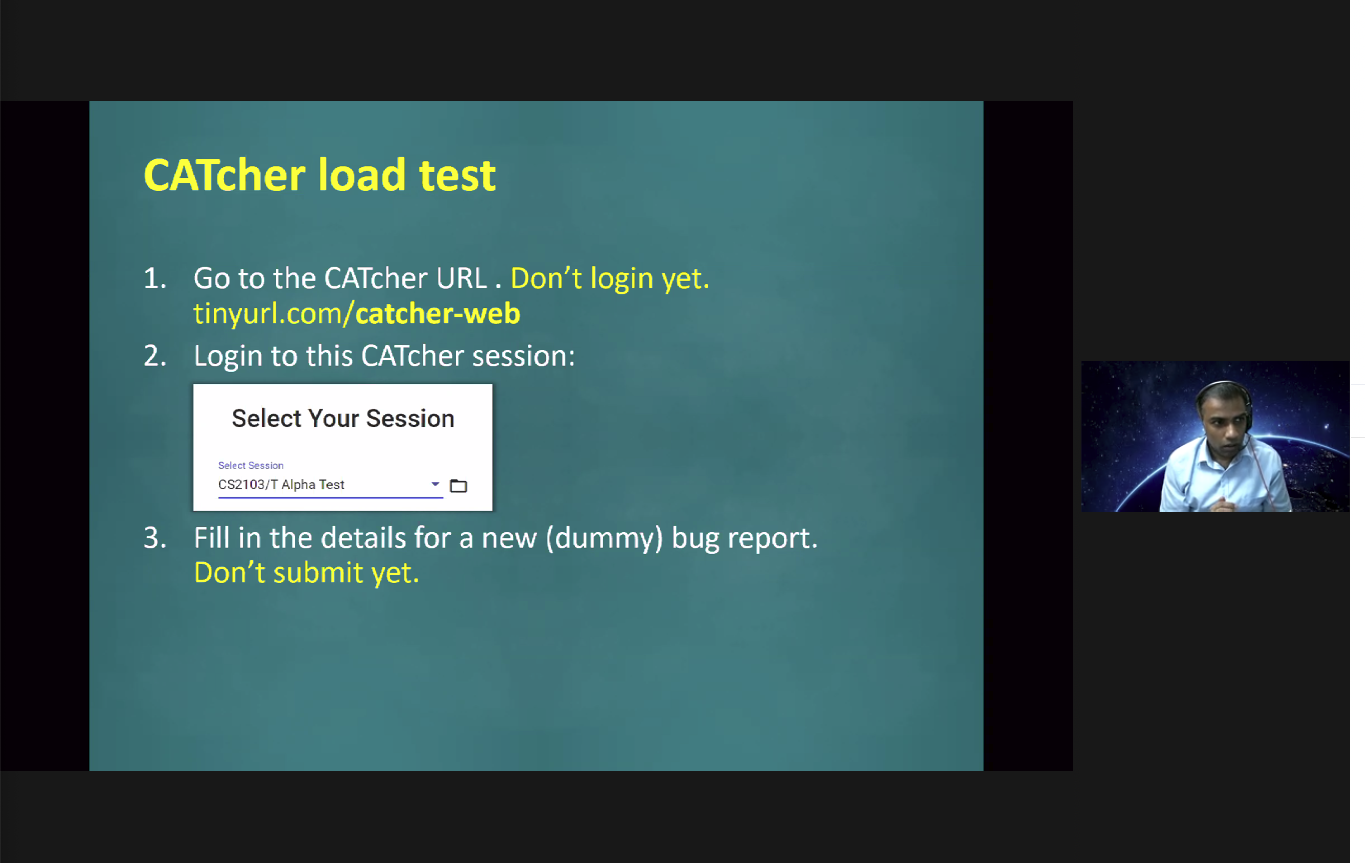 CATcher load test
1. Go to the CATcher URL . Don't login yet.
tinyurl.com/catcher-web
2. Login to this CATcher session:
Select Your Session
Select Session
CS2103/T Alpha Test
3. Fill in the details for a new (dummy) bug report.
Don't submit yet.